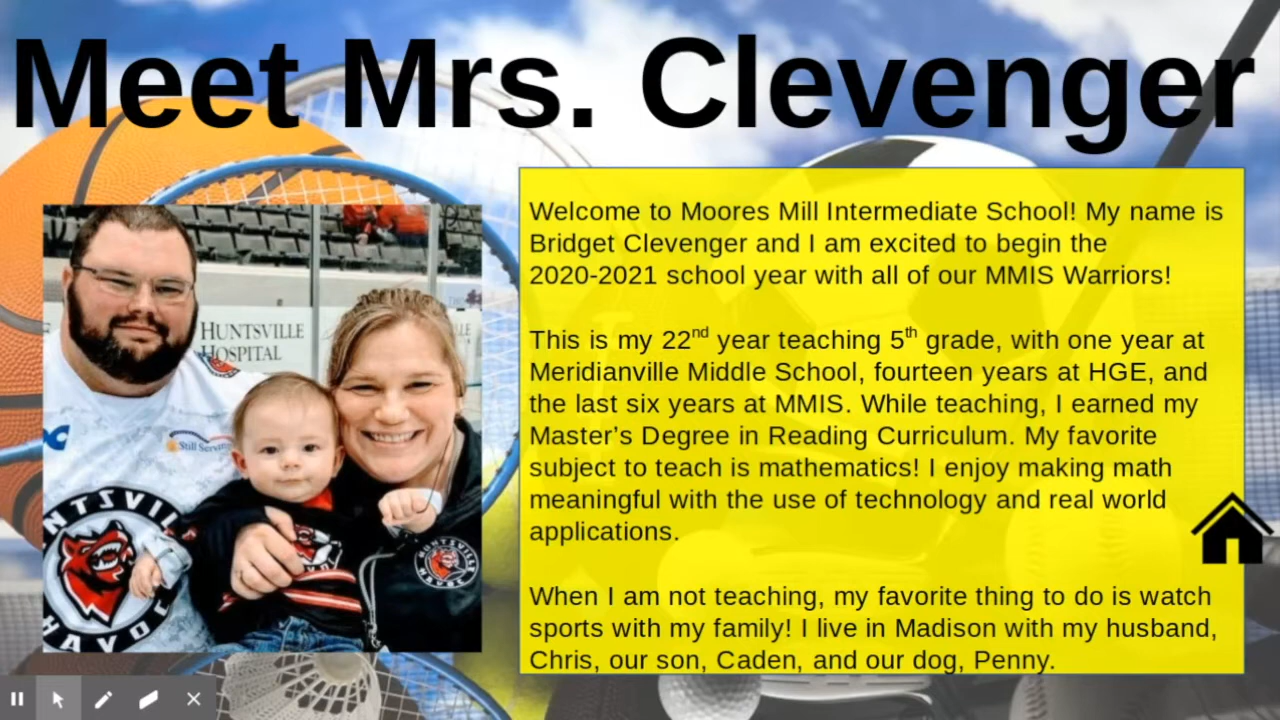 Meet Mrs. Clevenger
Welcome to Moores Mill Intermediate School! My name is
Bridget Clevenger and I am excited to begin the
2020-2021 school year with all of our MMIS Warriors!
This is my 22nd year teaching 5th grade, with one year at
Meridianville Middle School, fourteen years at HGE, and
the last six years at MMIS. While teaching, I earned my
Master's Degree in Reading Curriculum. My favorite
subject to teach is mathematics! I enjoy making math
meaningful with the use of technology and real world
applications.
When I am not teaching, my favorite thing to do is watch
sports with my family! I live in Madison with my husband,
Chris, our son, Caden, and our dog, Penny.
HUNTSVILLE
HOSPITAL
Still Serving
HUNTSVILLE
HAVOC